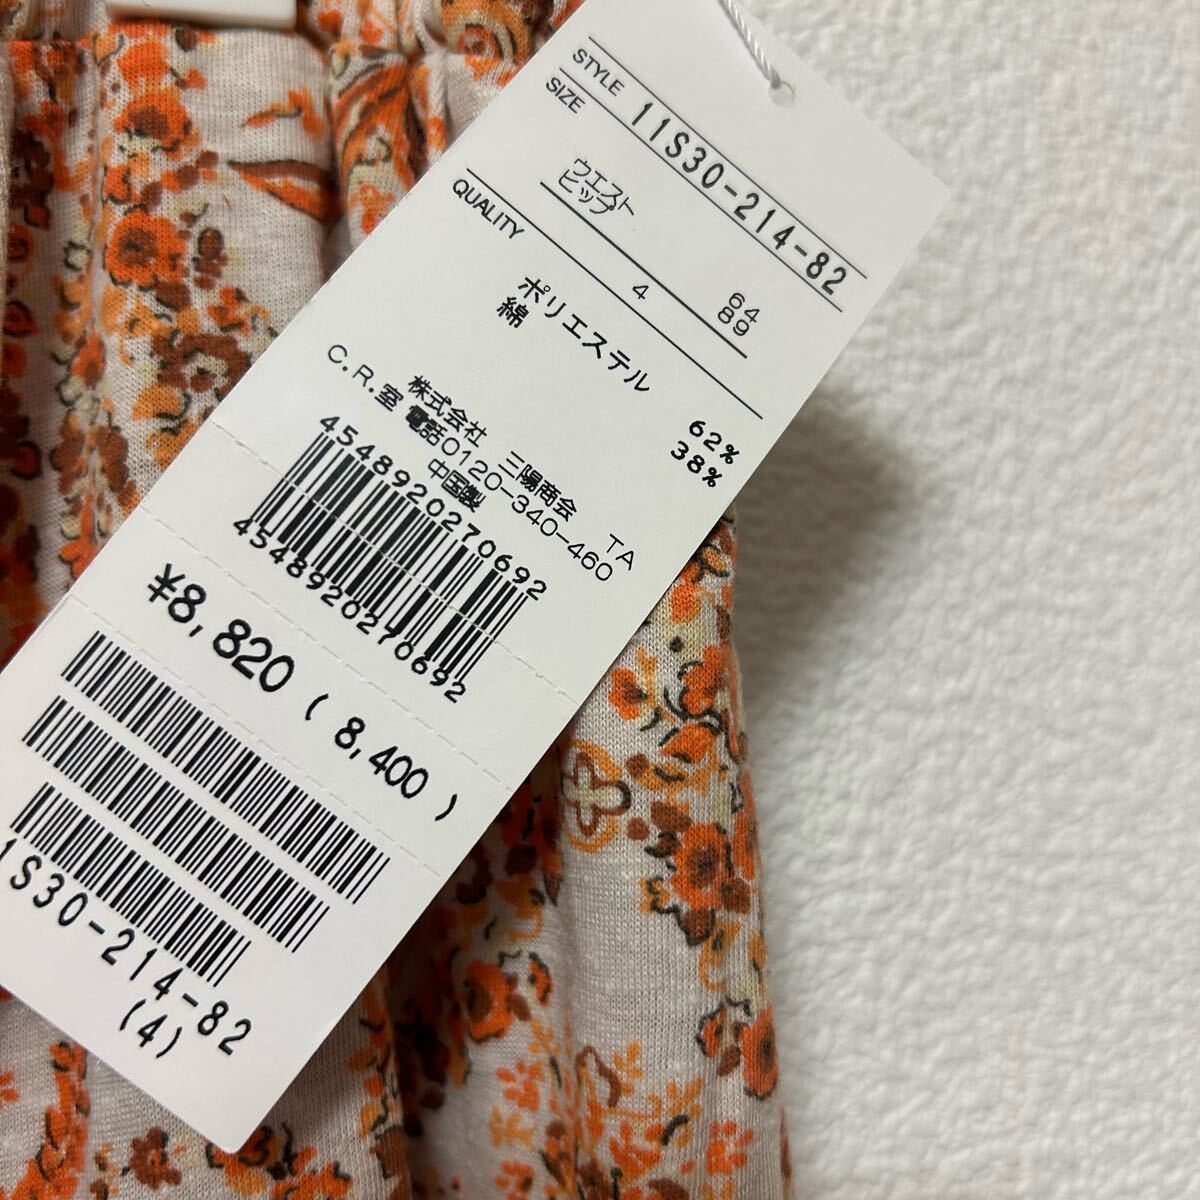 STYLE 11S30-214-82
SIZE
ウエスト 64
ヒップ 4 89
QUALITY
ポリエステル 62%
綿 38%
株式会社 三陽商会 TA
C.R.室 電話0120-340-460
中国製
4548920270692
4548920270692
¥8,820 ( 8,400 )
1S30-214-82
(4)